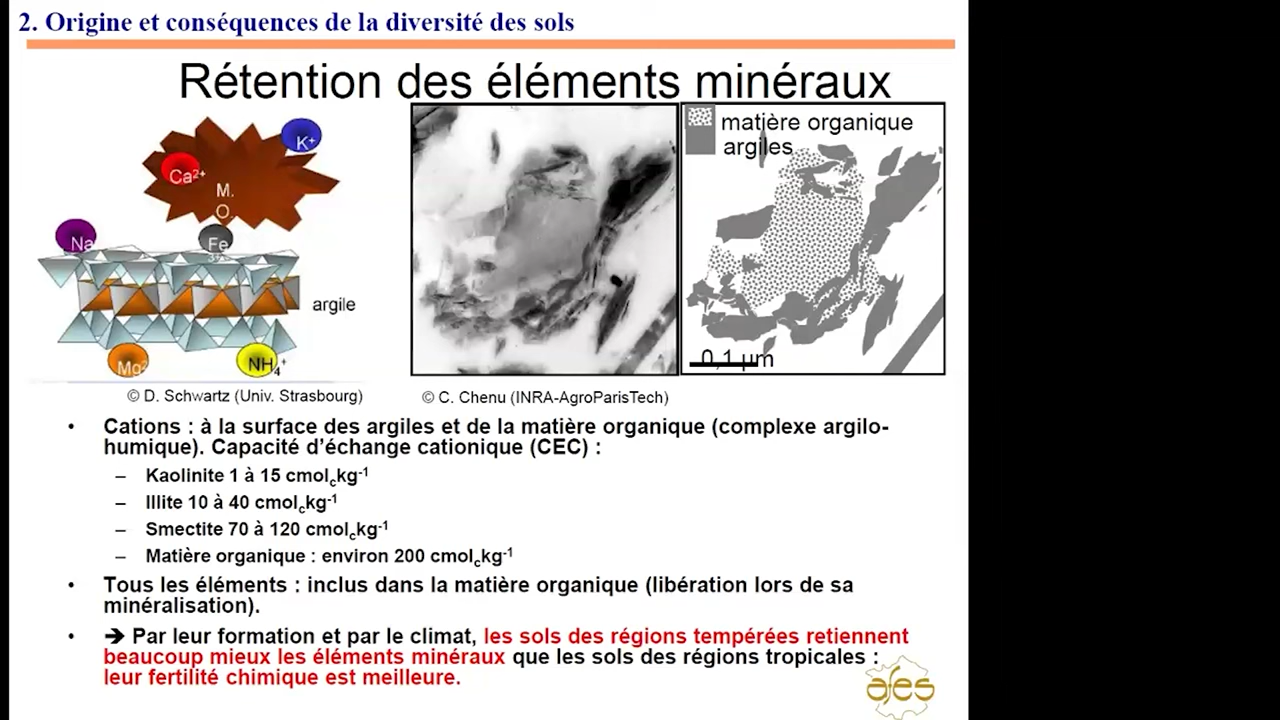 2. Origine et conséquences de la diversité des sols
Rétention des éléments minéraux
K+
Ca2+
M.
O.
Na
Fe
argile
Mg2
NH4+
matière organique
argiles
0,1 µm
© D. Schwartz (Univ. Strasbourg)
© C. Chenu (INRA-AgroParisTech)
• Cations : à la surface des argiles et de la matière organique (complexe argilo-
humique). Capacité d'échange cationique (CEC) :
– Kaolinite 1 à 15 cmolckg-1
– Illite 10 à 40 cmolckg-1
– Smectite 70 à 120 cmolckg-1
– Matière organique : environ 200 cmolckg-1
• Tous les éléments : inclus dans la matière organique (libération lors de sa
minéralisation).
• ➔ Par leur formation et par le climat, les sols des régions tempérées retiennent
beaucoup mieux les éléments minéraux que les sols des régions tropicales :
leur fertilité chimique est meilleure.
afes